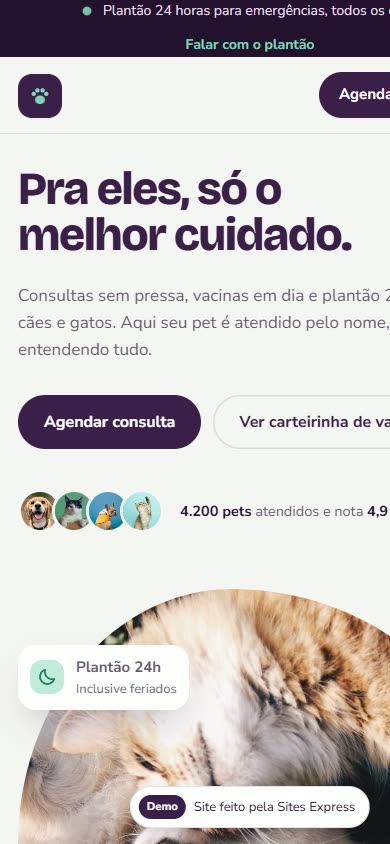 Plantão 24 horas para emergências, todos os
Falar com o plantão
Agenda
Pra eles, só o
melhor cuidado.
Consultas sem pressa, vacinas em dia e plantão 2
cães e gatos. Aqui seu pet é atendido pelo nome,
entendendo tudo.
Agendar consulta
Ver carteirinha de va
4.200 pets atendidos e nota 4,9
Plantão 24h
Inclusive feriados
Demo Site feito pela Sites Express